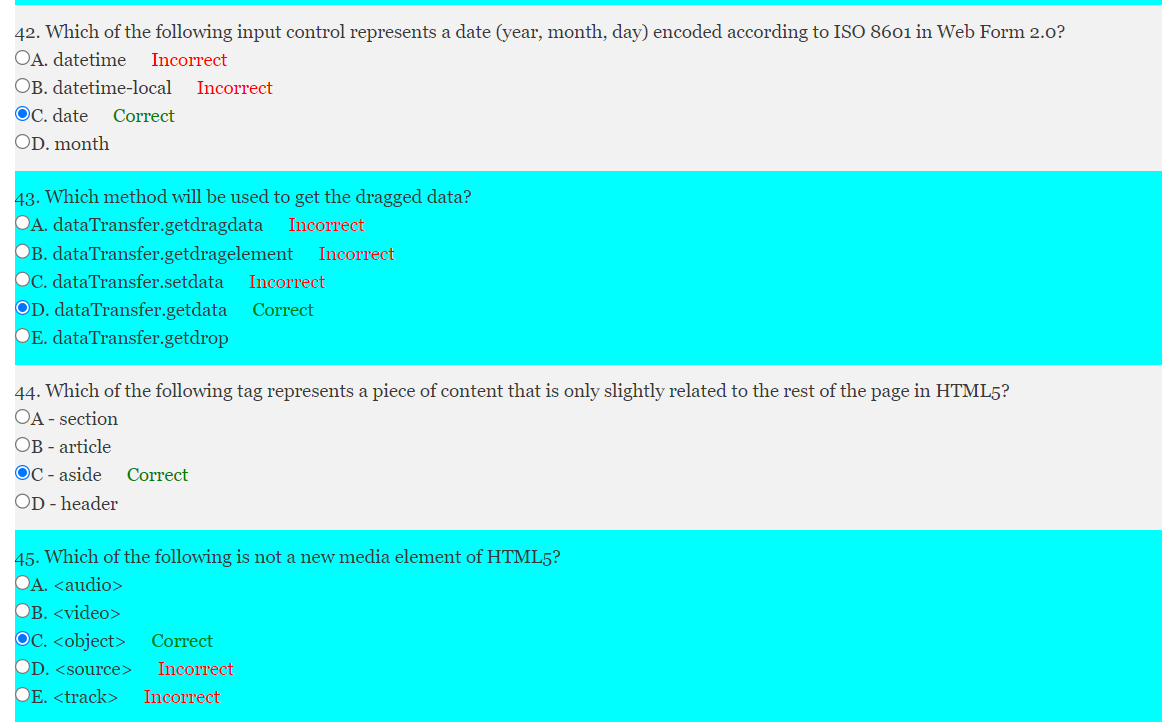 42. Which of the following input control represents a date (year, month, day) encoded according to ISO 8601 in Web Form 2.0?
A. datetime Incorrect
B. datetime-local Incorrect
C. date Correct
D. month
43. Which method will be used to get the dragged data?
A. dataTransfer.getdragdata Incorrect
B. dataTransfer.getdragelement Incorrect
C. dataTransfer.setdata Incorrect
D. dataTransfer.getdata Correct
E. dataTransfer.getdrop
44. Which of the following tag represents a piece of content that is only slightly related to the rest of the page in HTML5?
A - section
B - article
C - aside Correct
D - header
45. Which of the following is not a new media element of HTML5?
A. <audio>
B. <video>
C. <object> Correct
D. <source> Incorrect
E. <track> Incorrect